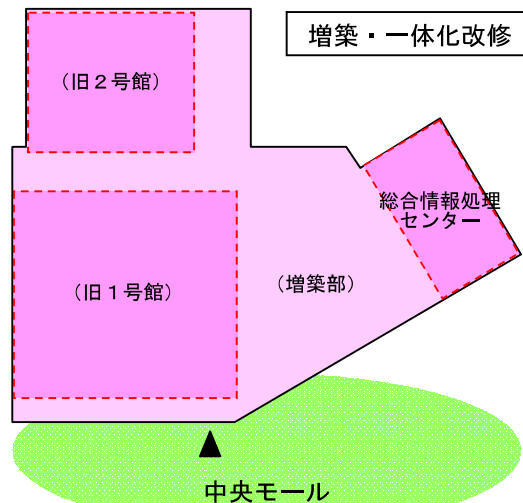 増築・一体化改修
（旧２号館）
総合情報処理
センター
（旧１号館）
（増築部）
中央モール